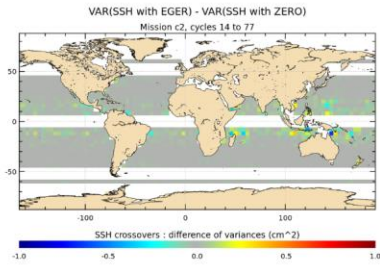 VAR(SSH with EGER) - VAR(SSH with ZERO)
Mission c2, cycles 14 to 77
50
0
-50
-100 0 100
SSH crossovers : difference of variances (cm^2)
-1.0 -0.5 0.0 0.5 1.0